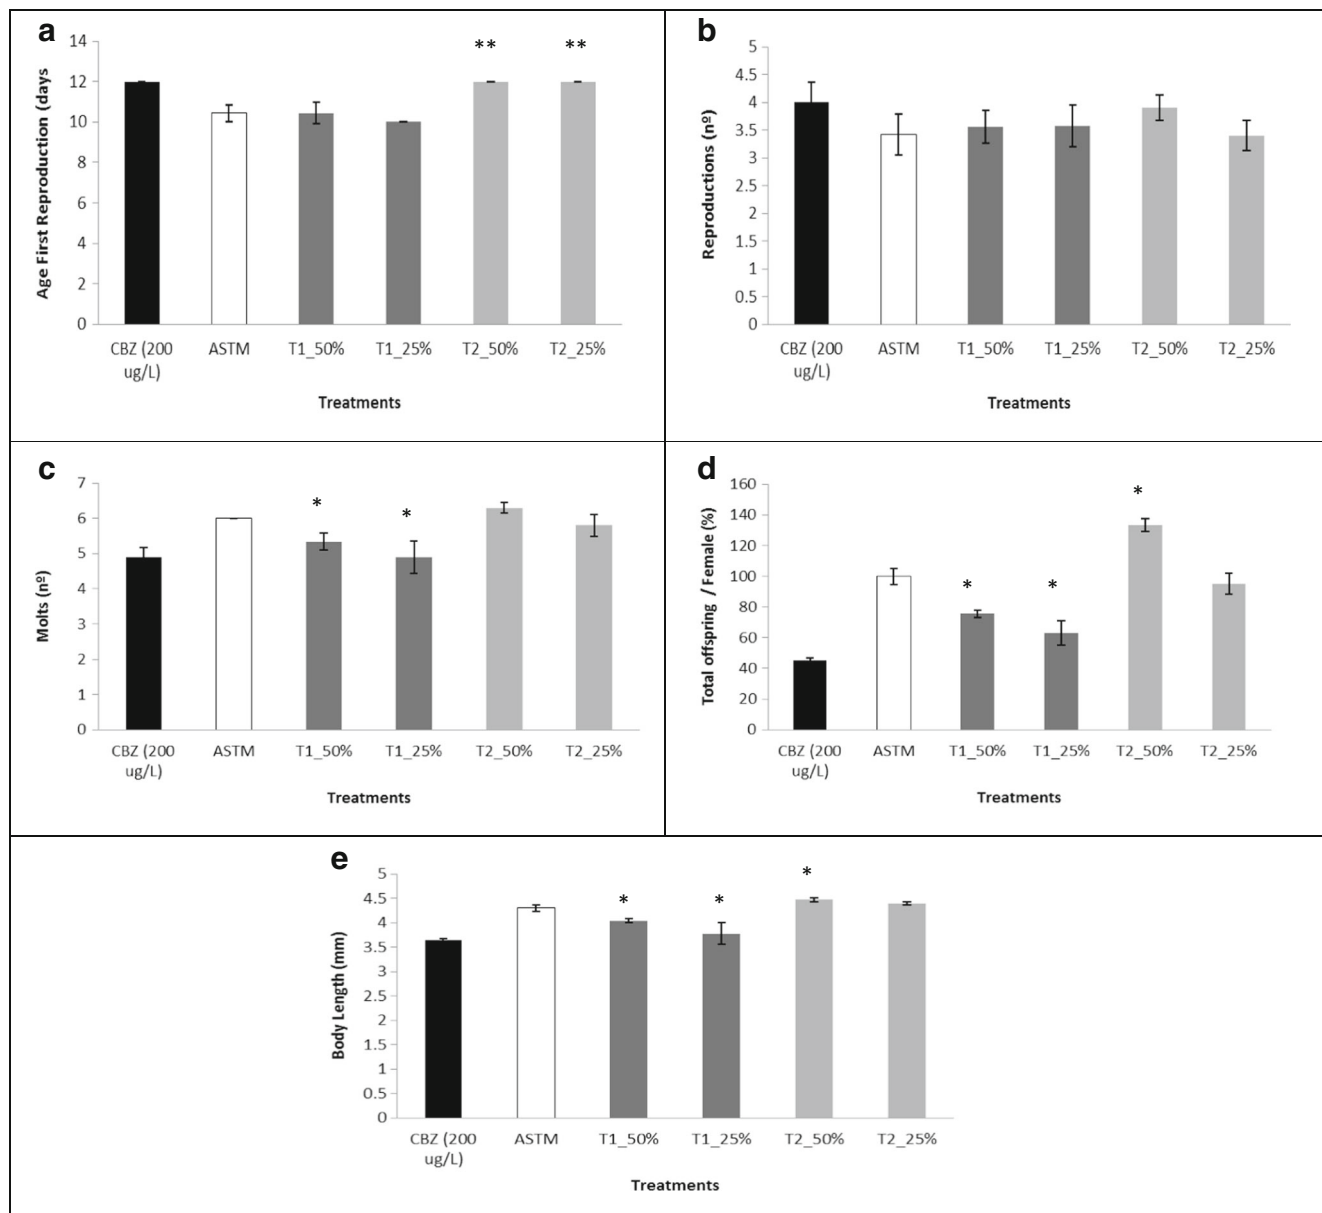 a
14
**
**
12
10
8
6
4
2
0
Age First Reproduction (days
CBZ (200
ug/L)
ASTM
T1_50%
T1_25%
T2_50%
T2_25%
Treatments
b
5
4.5
4
3.5
3
2.5
2
1.5
1
0.5
0
Reproductions (nº)
CBZ (200
ug/L)
ASTM
T1_50%
T1_25%
T2_50%
T2_25%
Treatments
c
7
6
5
4
3
2
1
0
*
*
Molts (nº)
CBZ (200
ug/L)
ASTM
T1_50%
T1_25%
T2_50%
T2_25%
Treatments
d
160
140
120
100
80
60
40
20
0
*
*
*
Total offspring / Female (%)
CBZ (200
ug/L)
ASTM
T1_50%
T1_25%
T2_50%
T2_25%
Treatments
e
5
4.5
4
3.5
3
2.5
2
1.5
1
0.5
0
*
*
*
Body Length (mm)
CBZ (200
ug/L)
ASTM
T1_50%
T1_25%
T2_50%
T2_25%
Treatments